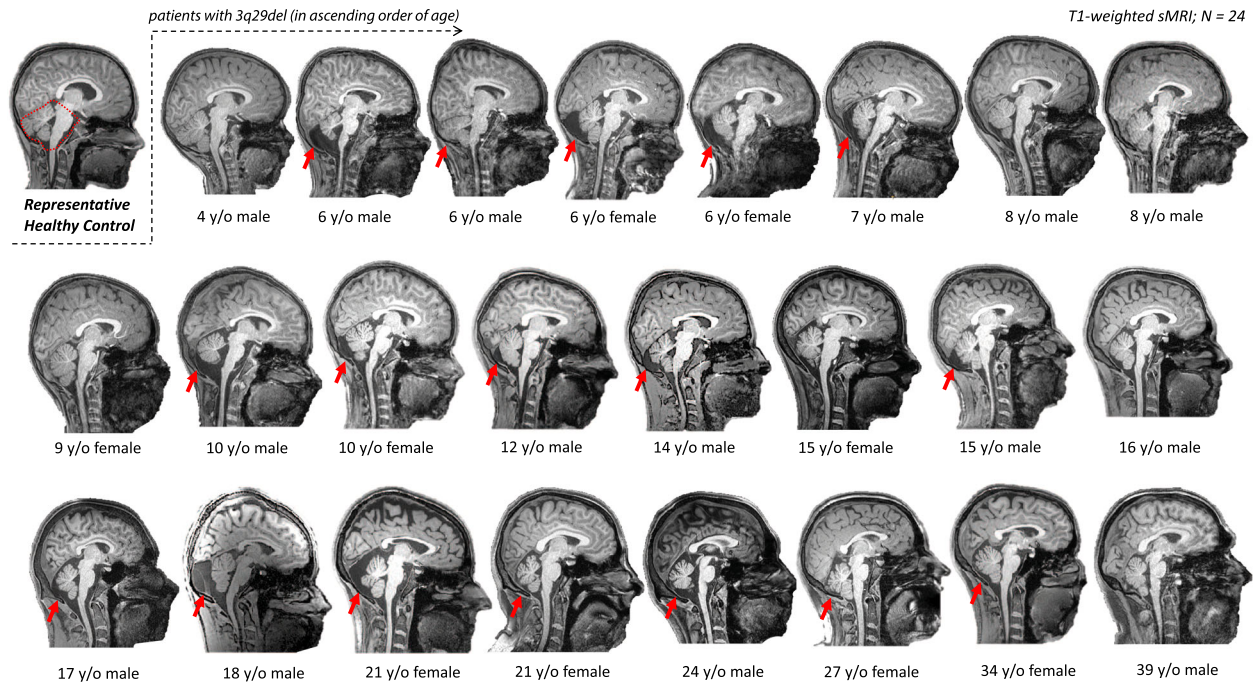 patients with 3q29del (in ascending order of age)
T1-weighted sMRI; N = 24
Representative
Healthy Control
4 y/o male
6 y/o male
6 y/o male
6 y/o female
6 y/o female
7 y/o male
8 y/o male
8 y/o male
9 y/o female
10 y/o male
10 y/o female
12 y/o male
14 y/o male
15 y/o female
15 y/o male
16 y/o male
17 y/o male
18 y/o male
21 y/o female
21 y/o female
24 y/o male
27 y/o female
34 y/o female
39 y/o male